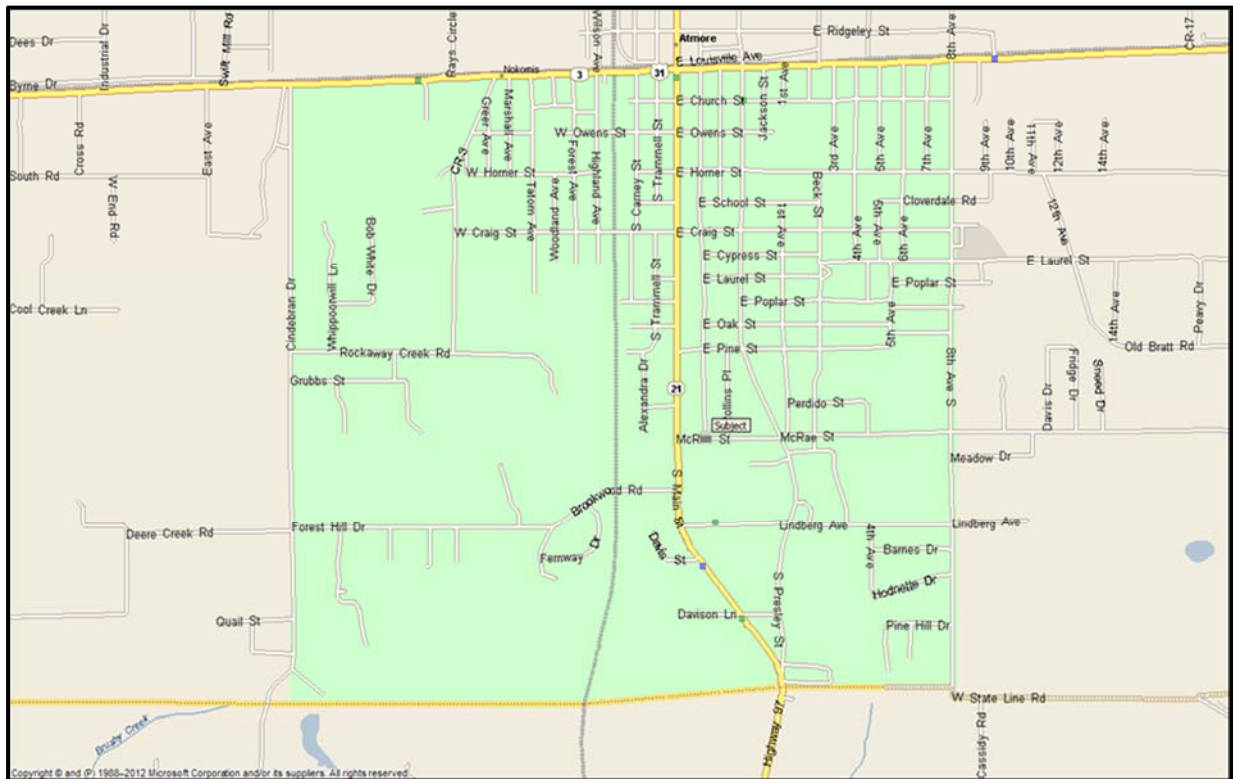 Dees Dr
Industrial Dr
Swift Mill Rd
Rays Circle
Wilson Ave
Atmore
E Ridgeley St
8th Ave
CR-17
Byrne Dr
Nokomis
3
31
E Louisville Ave
Cross Rd
East Ave
Greer Ave
Marshall Ave
W Owens St
E Church St
Jackson St
1st Ave
E Owens St
S Trammell St
Forest Ave
Highland Ave
S Carney St
3rd Ave
5th Ave
7th Ave
9th Ave
10th Ave
11th Ave
12th Ave
14th Ave
South Rd
W End Rd
CR-3
W Horner St
E Horner St
Tatom Ave
Woodland Ave
Beck St
E School St
Cloverdale Rd
12th Ave
Bob White Dr
W Craig St
E Craig St
1st Ave
4th Ave
5th Ave
6th Ave
E Cypress St
E Laurel St
Whippoorwill Ln
Cindebran Dr
S Trammell St
E Laurel St
E Poplar St
E Poplar St
Cool Creek Ln
E Oak St
5th Ave
14th Ave
Peavy Dr
Rockaway Creek Rd
E Pine St
Old Bratt Rd
Grubbs St
Alexandra Dr
21
8th Ave S
Davis Dr
Fridge Dr
Perdido St
Subject
McRae St
Meadow Dr
S Main St
Deere Creek Rd
Forest Hill Dr
Lindberg Ave
Lindberg Ave
Davis St
4th Ave
Barnes Dr
Fernway Dr
Hodnette Dr
S Presley St
Quail St
Davison Ln
Pine Hill Dr
W State Line Rd
Brushy Creek
Cassidy Rd
Copyright © and (P) 1988–2012 Microsoft Corporation and/or its suppliers. All rights reserved.